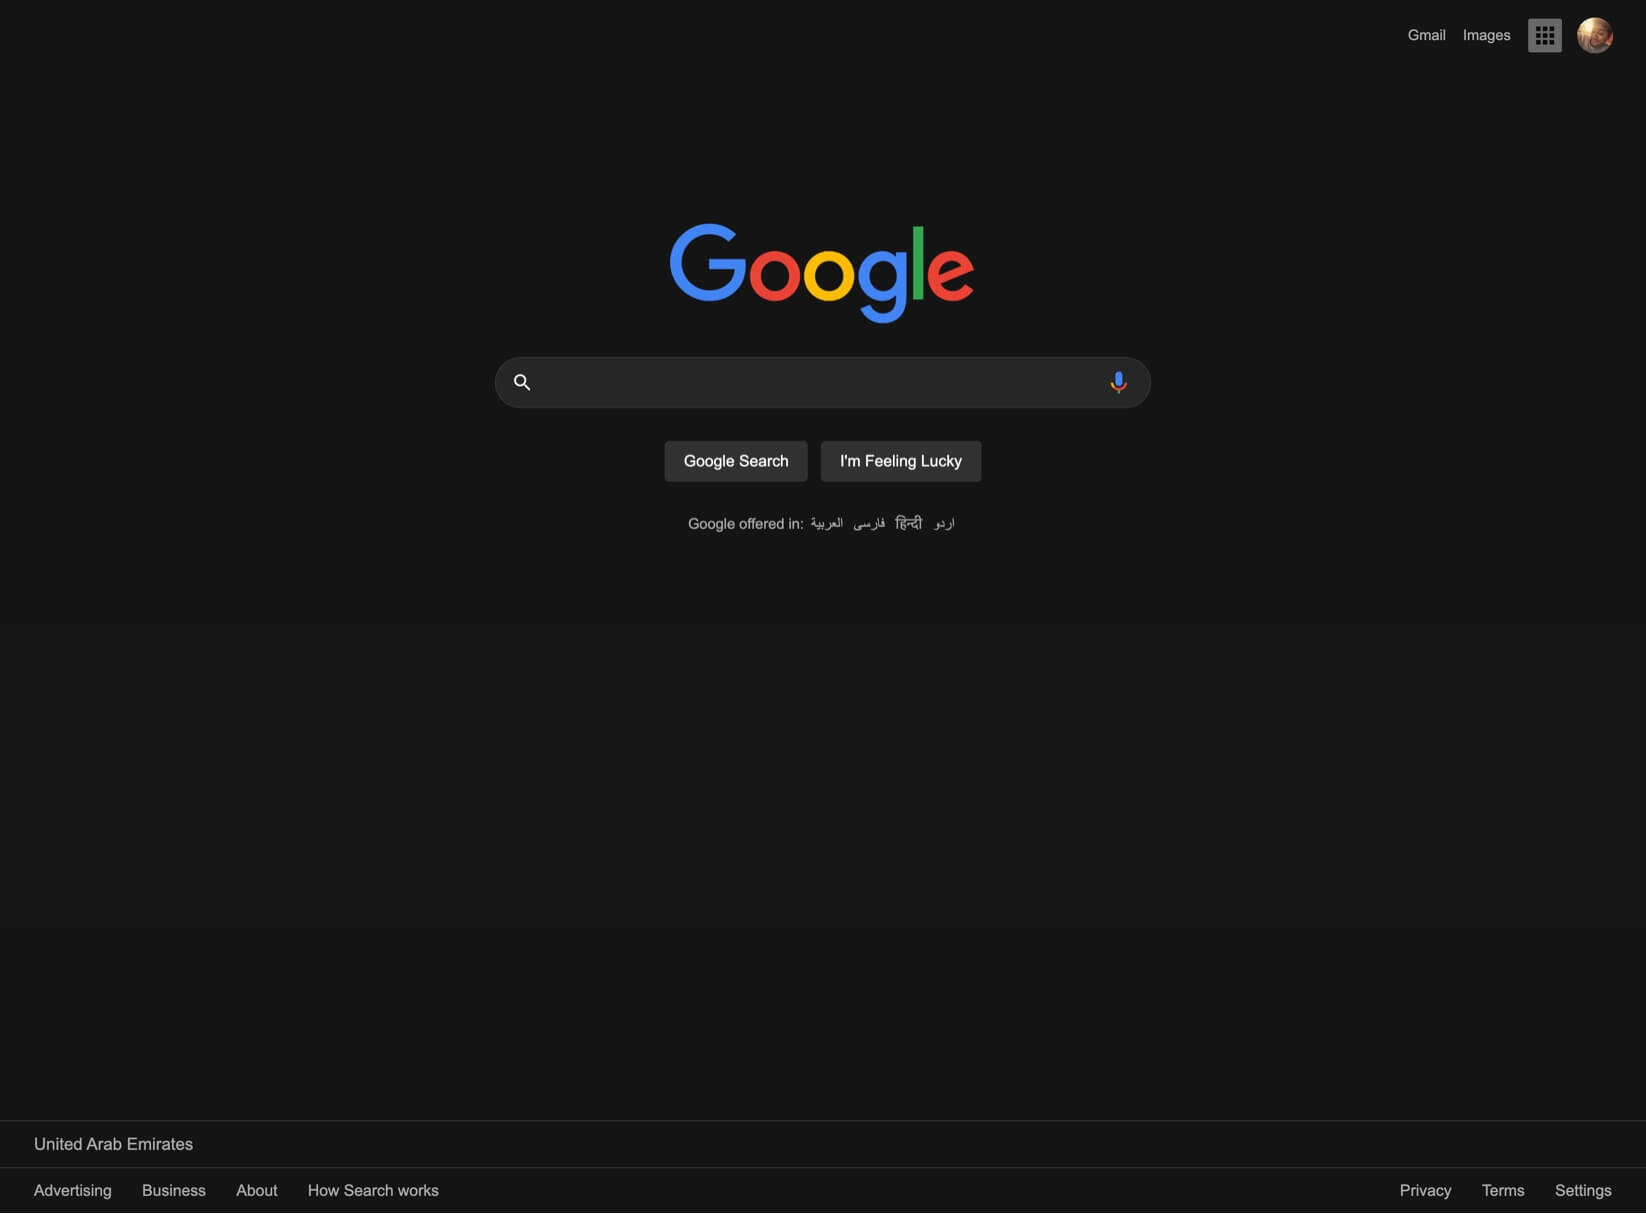 Gmail Images
Google
Google Search I'm Feeling Lucky
Google offered in: العربية فارسی हिन्दी اردو
United Arab Emirates
Advertising Business About How Search works Privacy Terms Settings